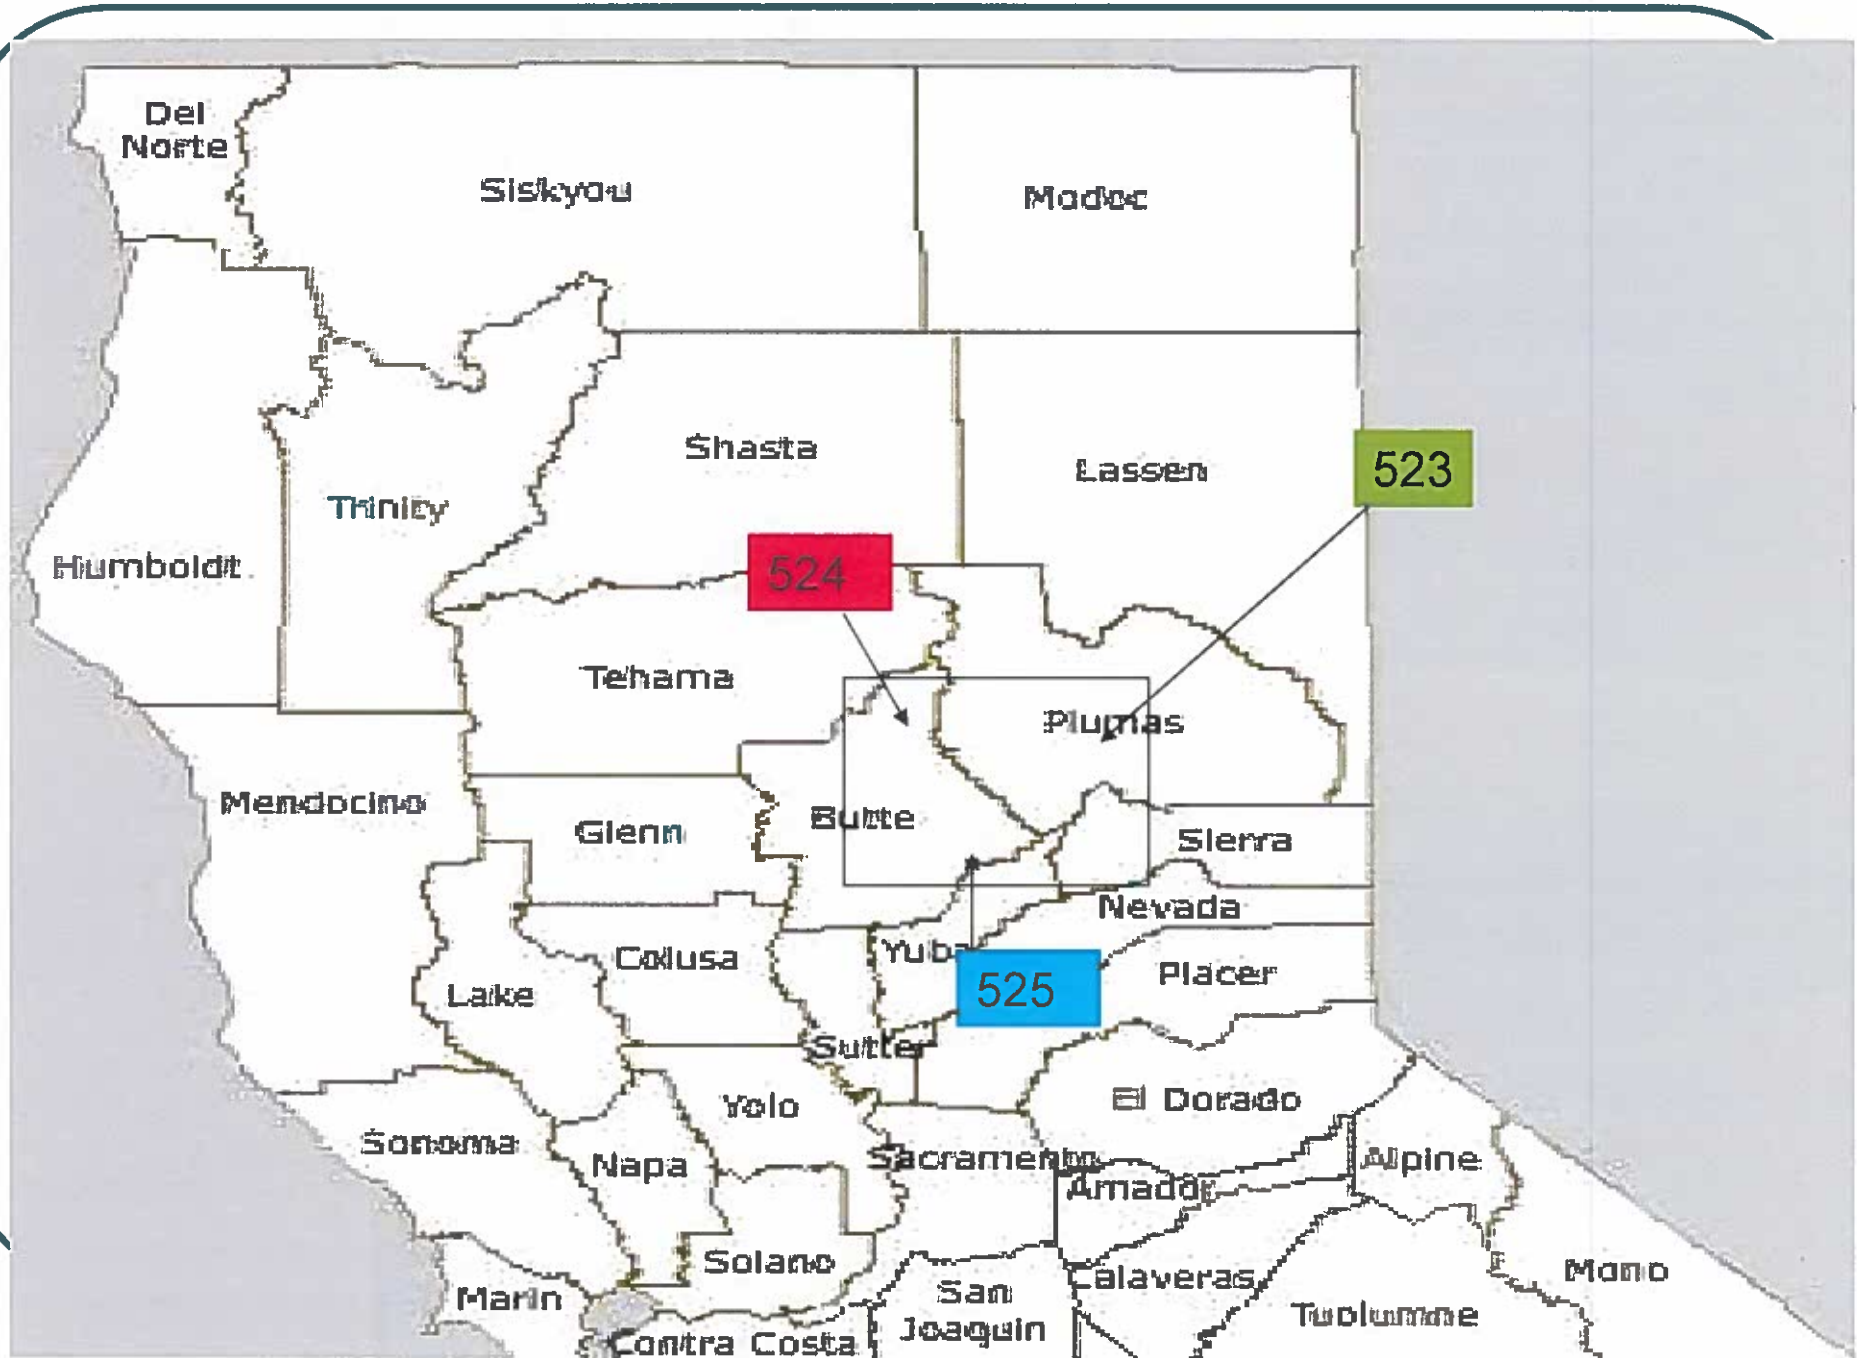 Del
Norte
Siskyou
Modoc
Shasta
Lassen
523
Trinity
Humboldt
524
Tehama
Plumas
Mendocino
Butte
Glenn
Sierra
Nevada
Colusa
Yuba
Placer
Lake
525
Sutter
Yolo
El Dorado
Sonoma
Napa
Sacramento
Alpine
Amador
Solano
Calaveras
Mono
Marin
San
Joaquin
Tuolumne
Contra Costa